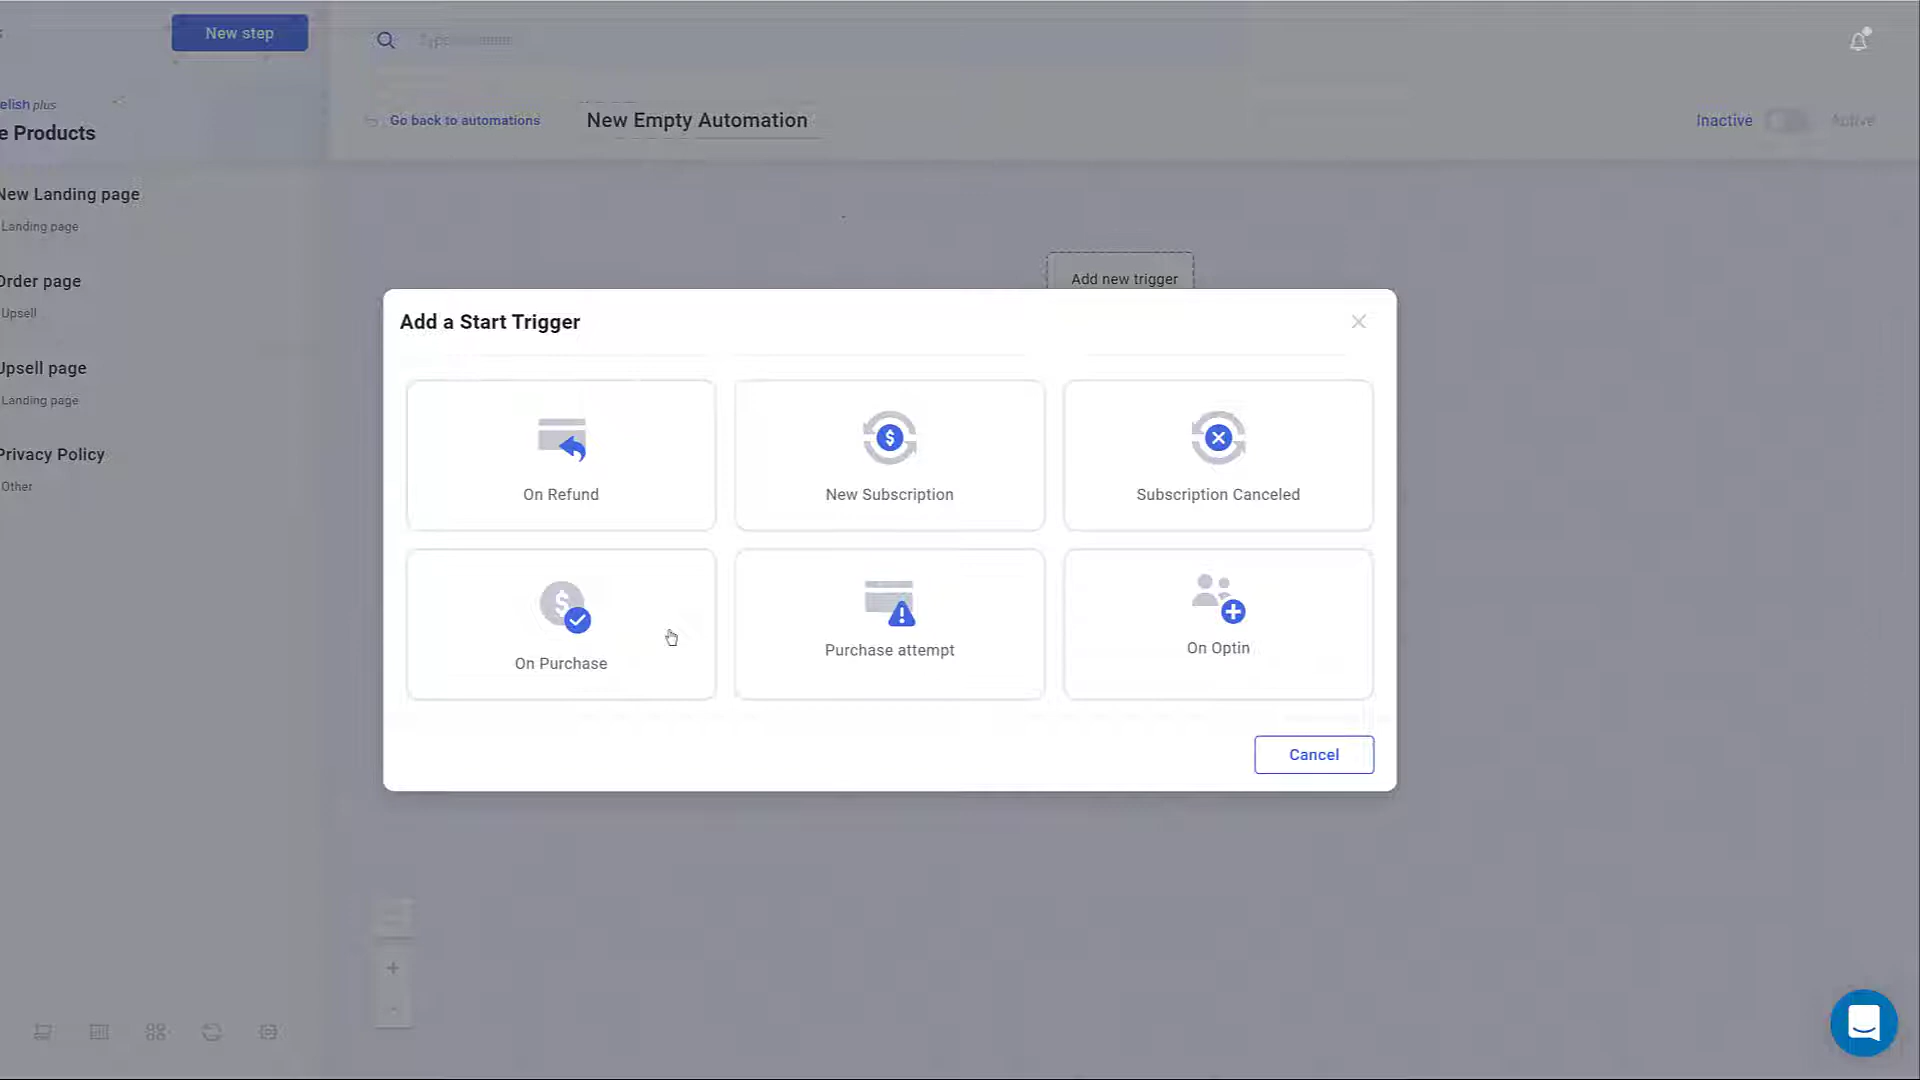 New step
elish plus
e Products
New Landing page
Landing page
Order page
Upsell
Upsell page
Landing page
Privacy Policy
Other
Go back to automations
New Empty Automation
Inactive
Active
Add new trigger
Add a Start Trigger
On Refund
New Subscription
Subscription Canceled
On Purchase
Purchase attempt
On Optin
Cancel